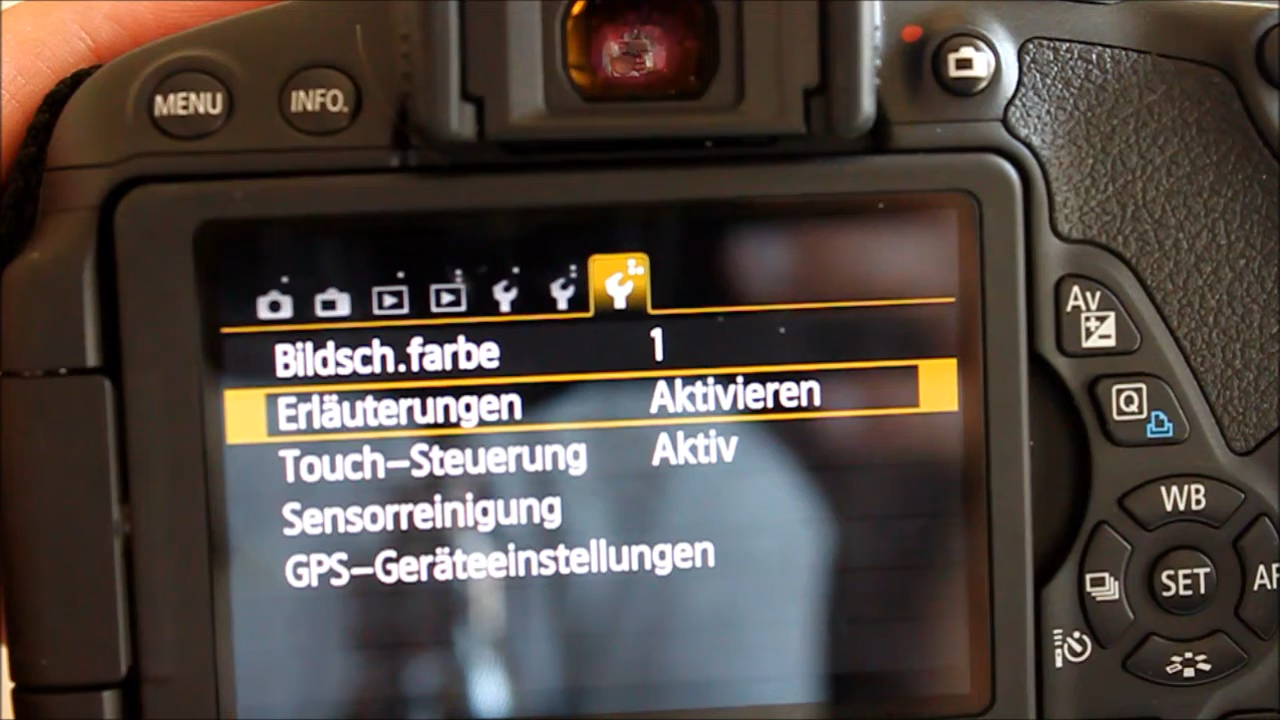 MENU INFO.
Bildsch.farbe 1
Erläuterungen Aktivieren
Touch-Steuerung Aktiv
Sensorreinigung
GPS-Geräteeinstellungen
Av
Q
WB
SET
AF